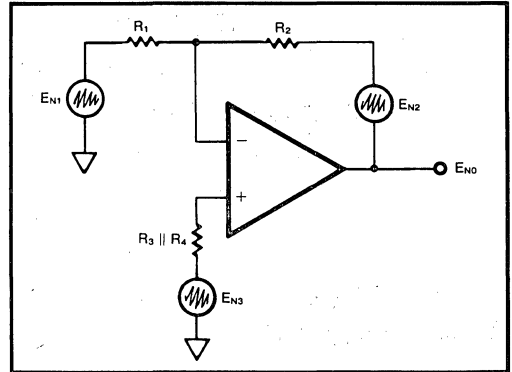 R1
R2
EN1
EN2
−
EN0
+
R3 || R4
EN3